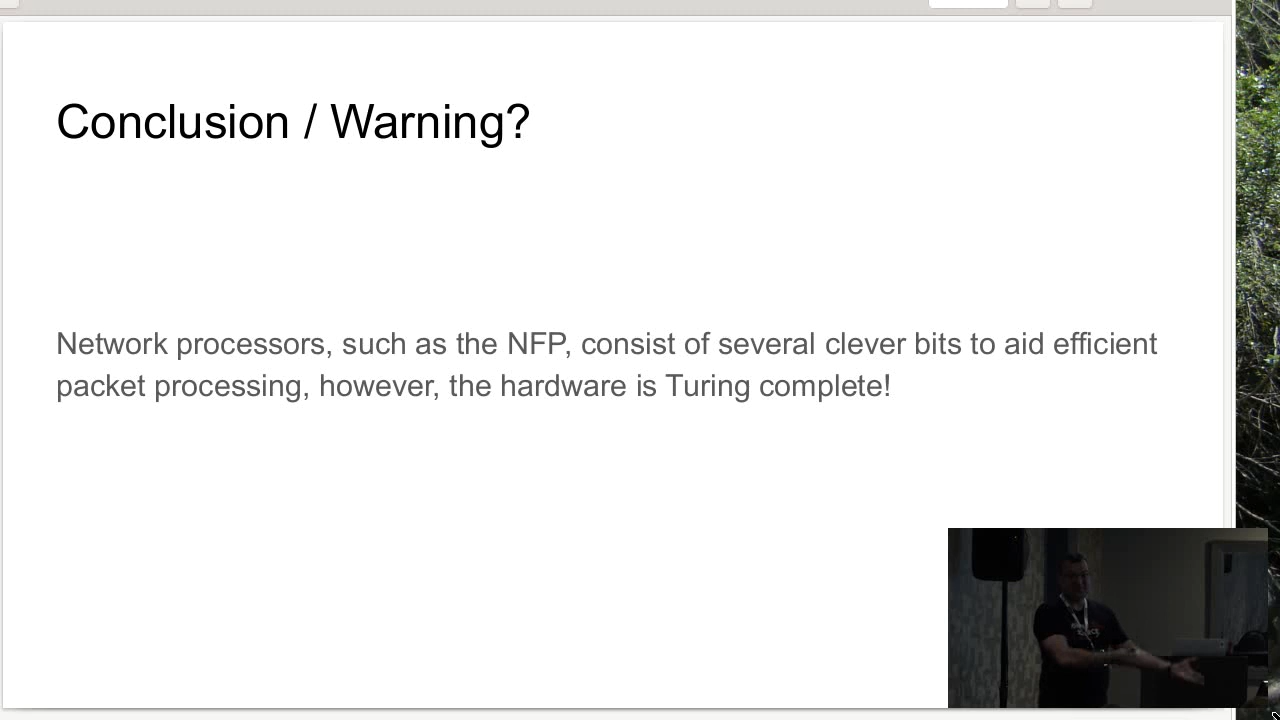 Conclusion / Warning?
Network processors, such as the NFP, consist of several clever bits to aid efficient
packet processing, however, the hardware is Turing complete!